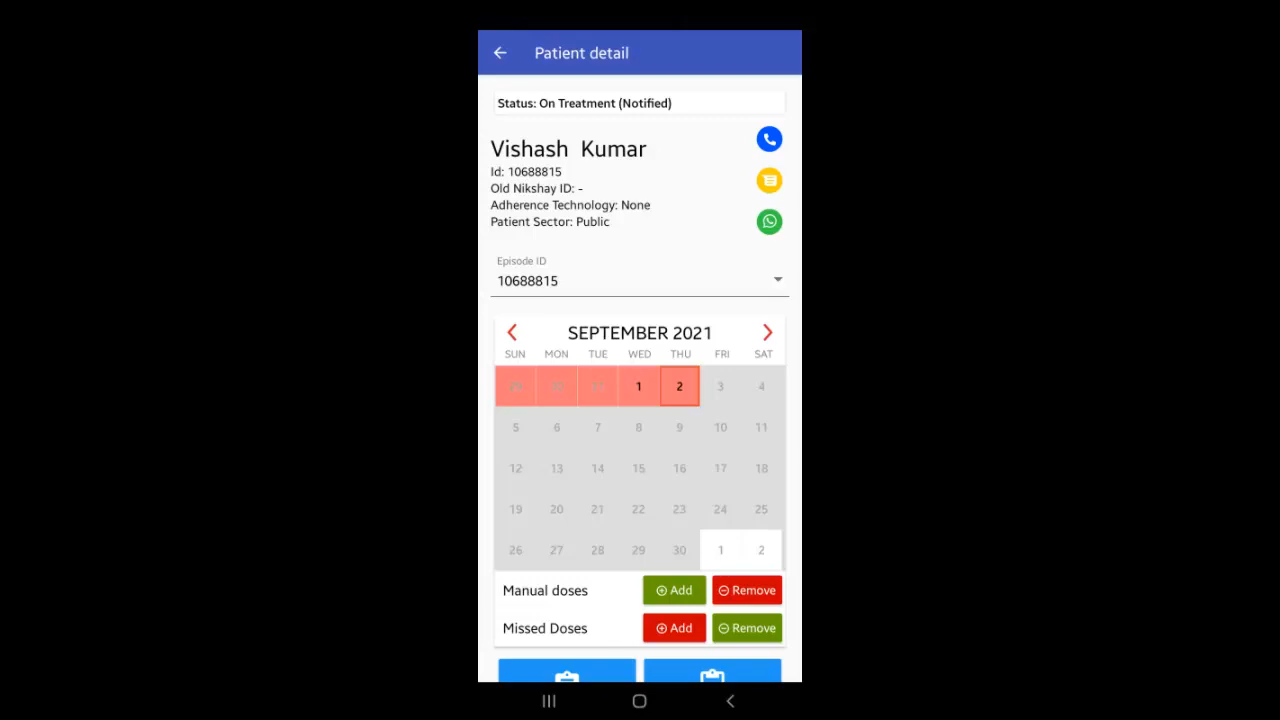 Patient detail
Status: On Treatment (Notified)
Vishash Kumar
Id: 10688815
Old Nikshay ID: -
Adherence Technology: None
Patient Sector: Public
Episode ID
10688815
SEPTEMBER 2021
SUN MON TUE WED THU FRI SAT
1 2 3 4
5 6 7 8 9 10 11
12 13 14 15 16 17 18
19 20 21 22 23 24 25
26 27 28 29 30 1 2
Manual doses Add Remove
Missed Doses Add Remove